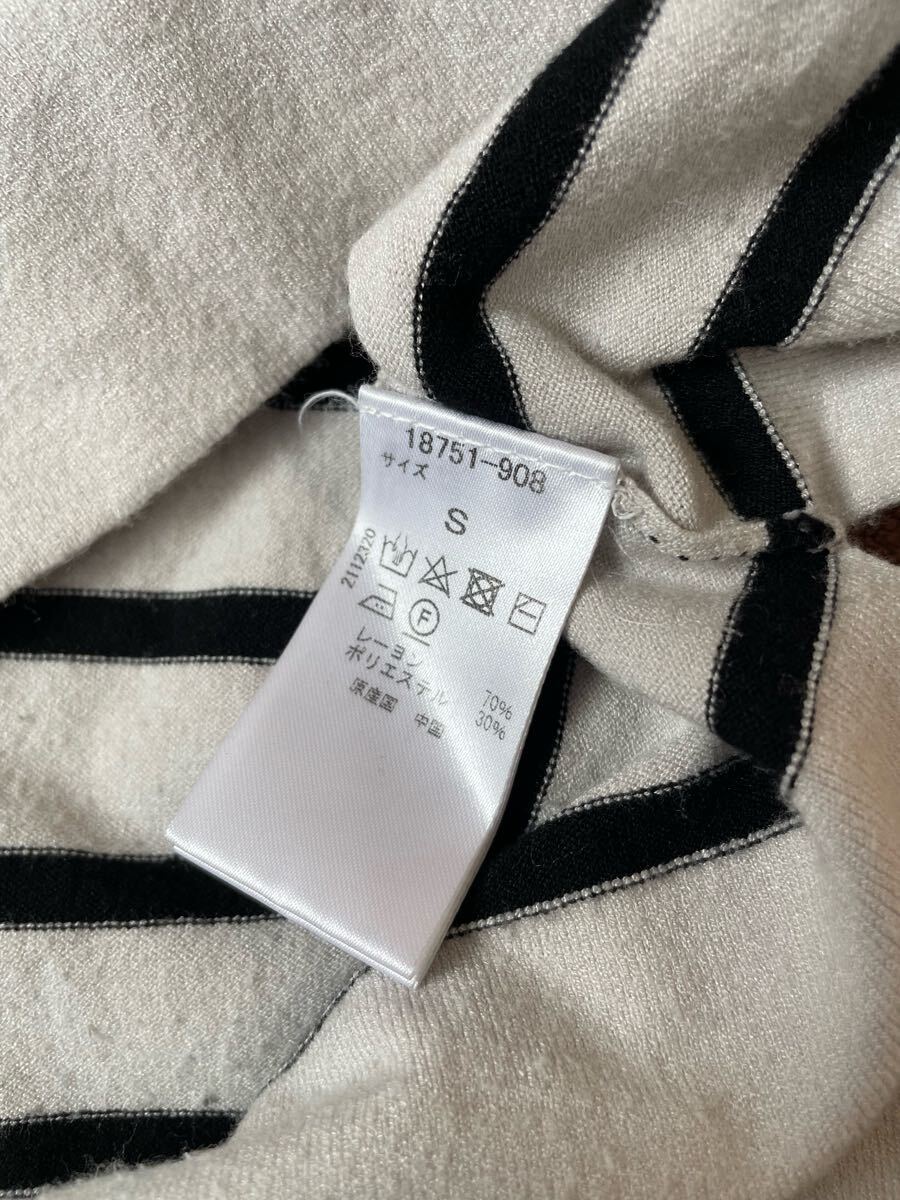 18751-908
サイズ
S
2112320
F
レーヨン 70%
ポリエステル 30%
原産国 中国